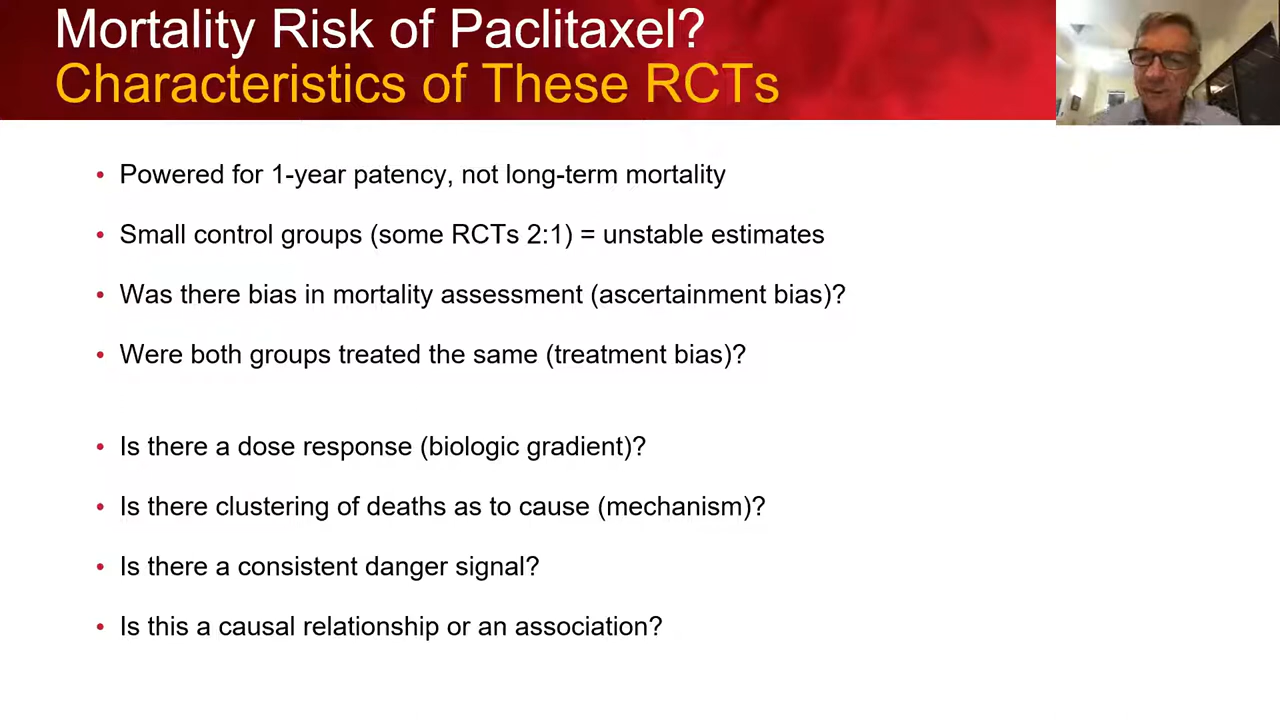 Mortality Risk of Paclitaxel?
Characteristics of These RCTs
• Powered for 1-year patency, not long-term mortality
• Small control groups (some RCTs 2:1) = unstable estimates
• Was there bias in mortality assessment (ascertainment bias)?
• Were both groups treated the same (treatment bias)?
• Is there a dose response (biologic gradient)?
• Is there clustering of deaths as to cause (mechanism)?
• Is there a consistent danger signal?
• Is this a causal relationship or an association?